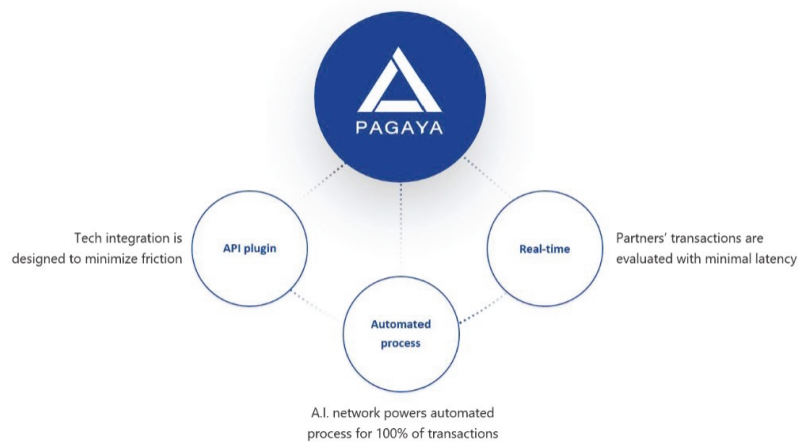 PAGAYA
Tech integration is
designed to minimize friction
API plugin
Real-time
Partners’ transactions are
evaluated with minimal latency
Automated
process
A.I. network powers automated
process for 100% of transactions